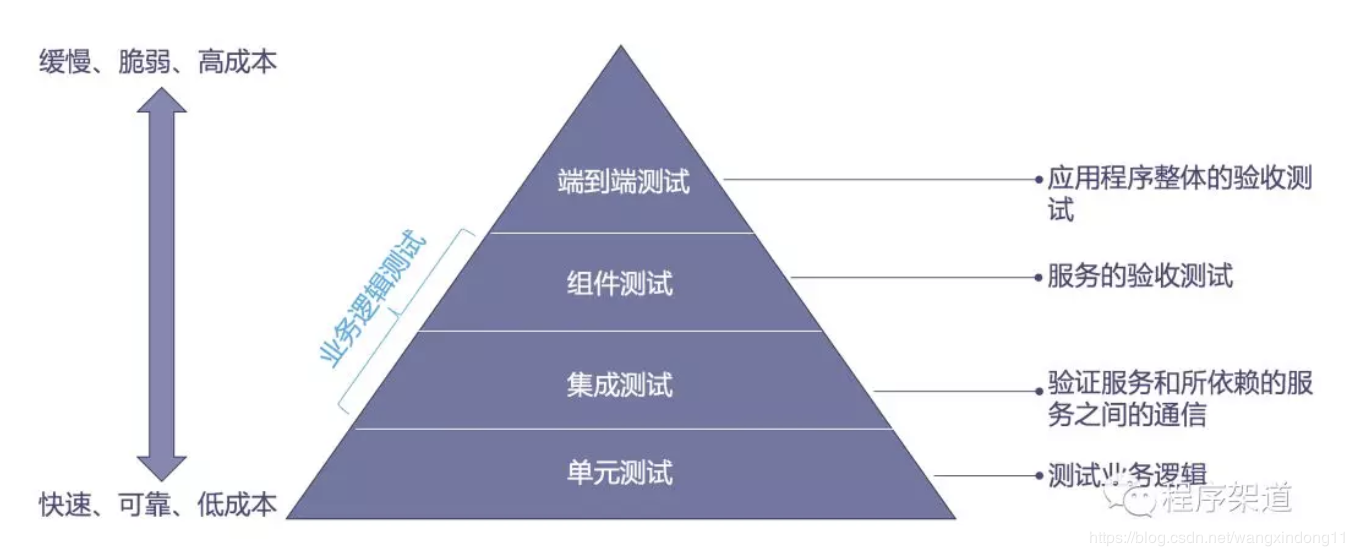 缓慢、脆弱、高成本
端到端测试
应用程序整体的验收测
试
业务逻辑测试
组件测试
服务的验收测试
集成测试
验证服务和所依赖的服
务之间的通信
单元测试
测试业务逻辑
快速、可靠、低成本
程序架道
https://blog.csdn.net/wangxindong11